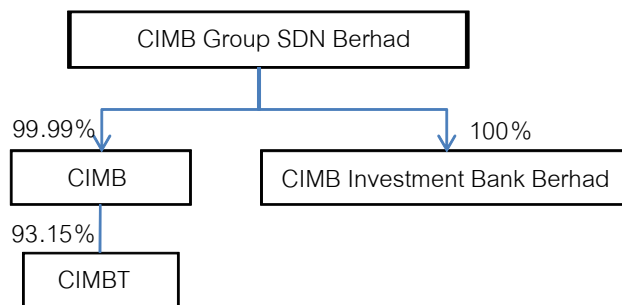 CIMB Group SDN Berhad
99.99%
100%
CIMB
CIMB Investment Bank Berhad
93.15%
CIMBT